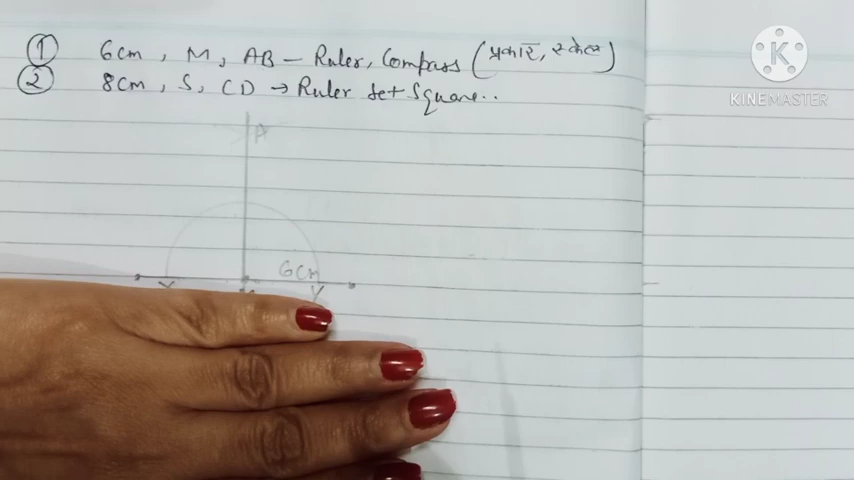 ① 6cm, M, AB – Ruler, Compass (प्रकार, स्केल)
② 8cm, S, CD → Ruler Set Square..
K
KINEMASTER
A
6cm
X M Y